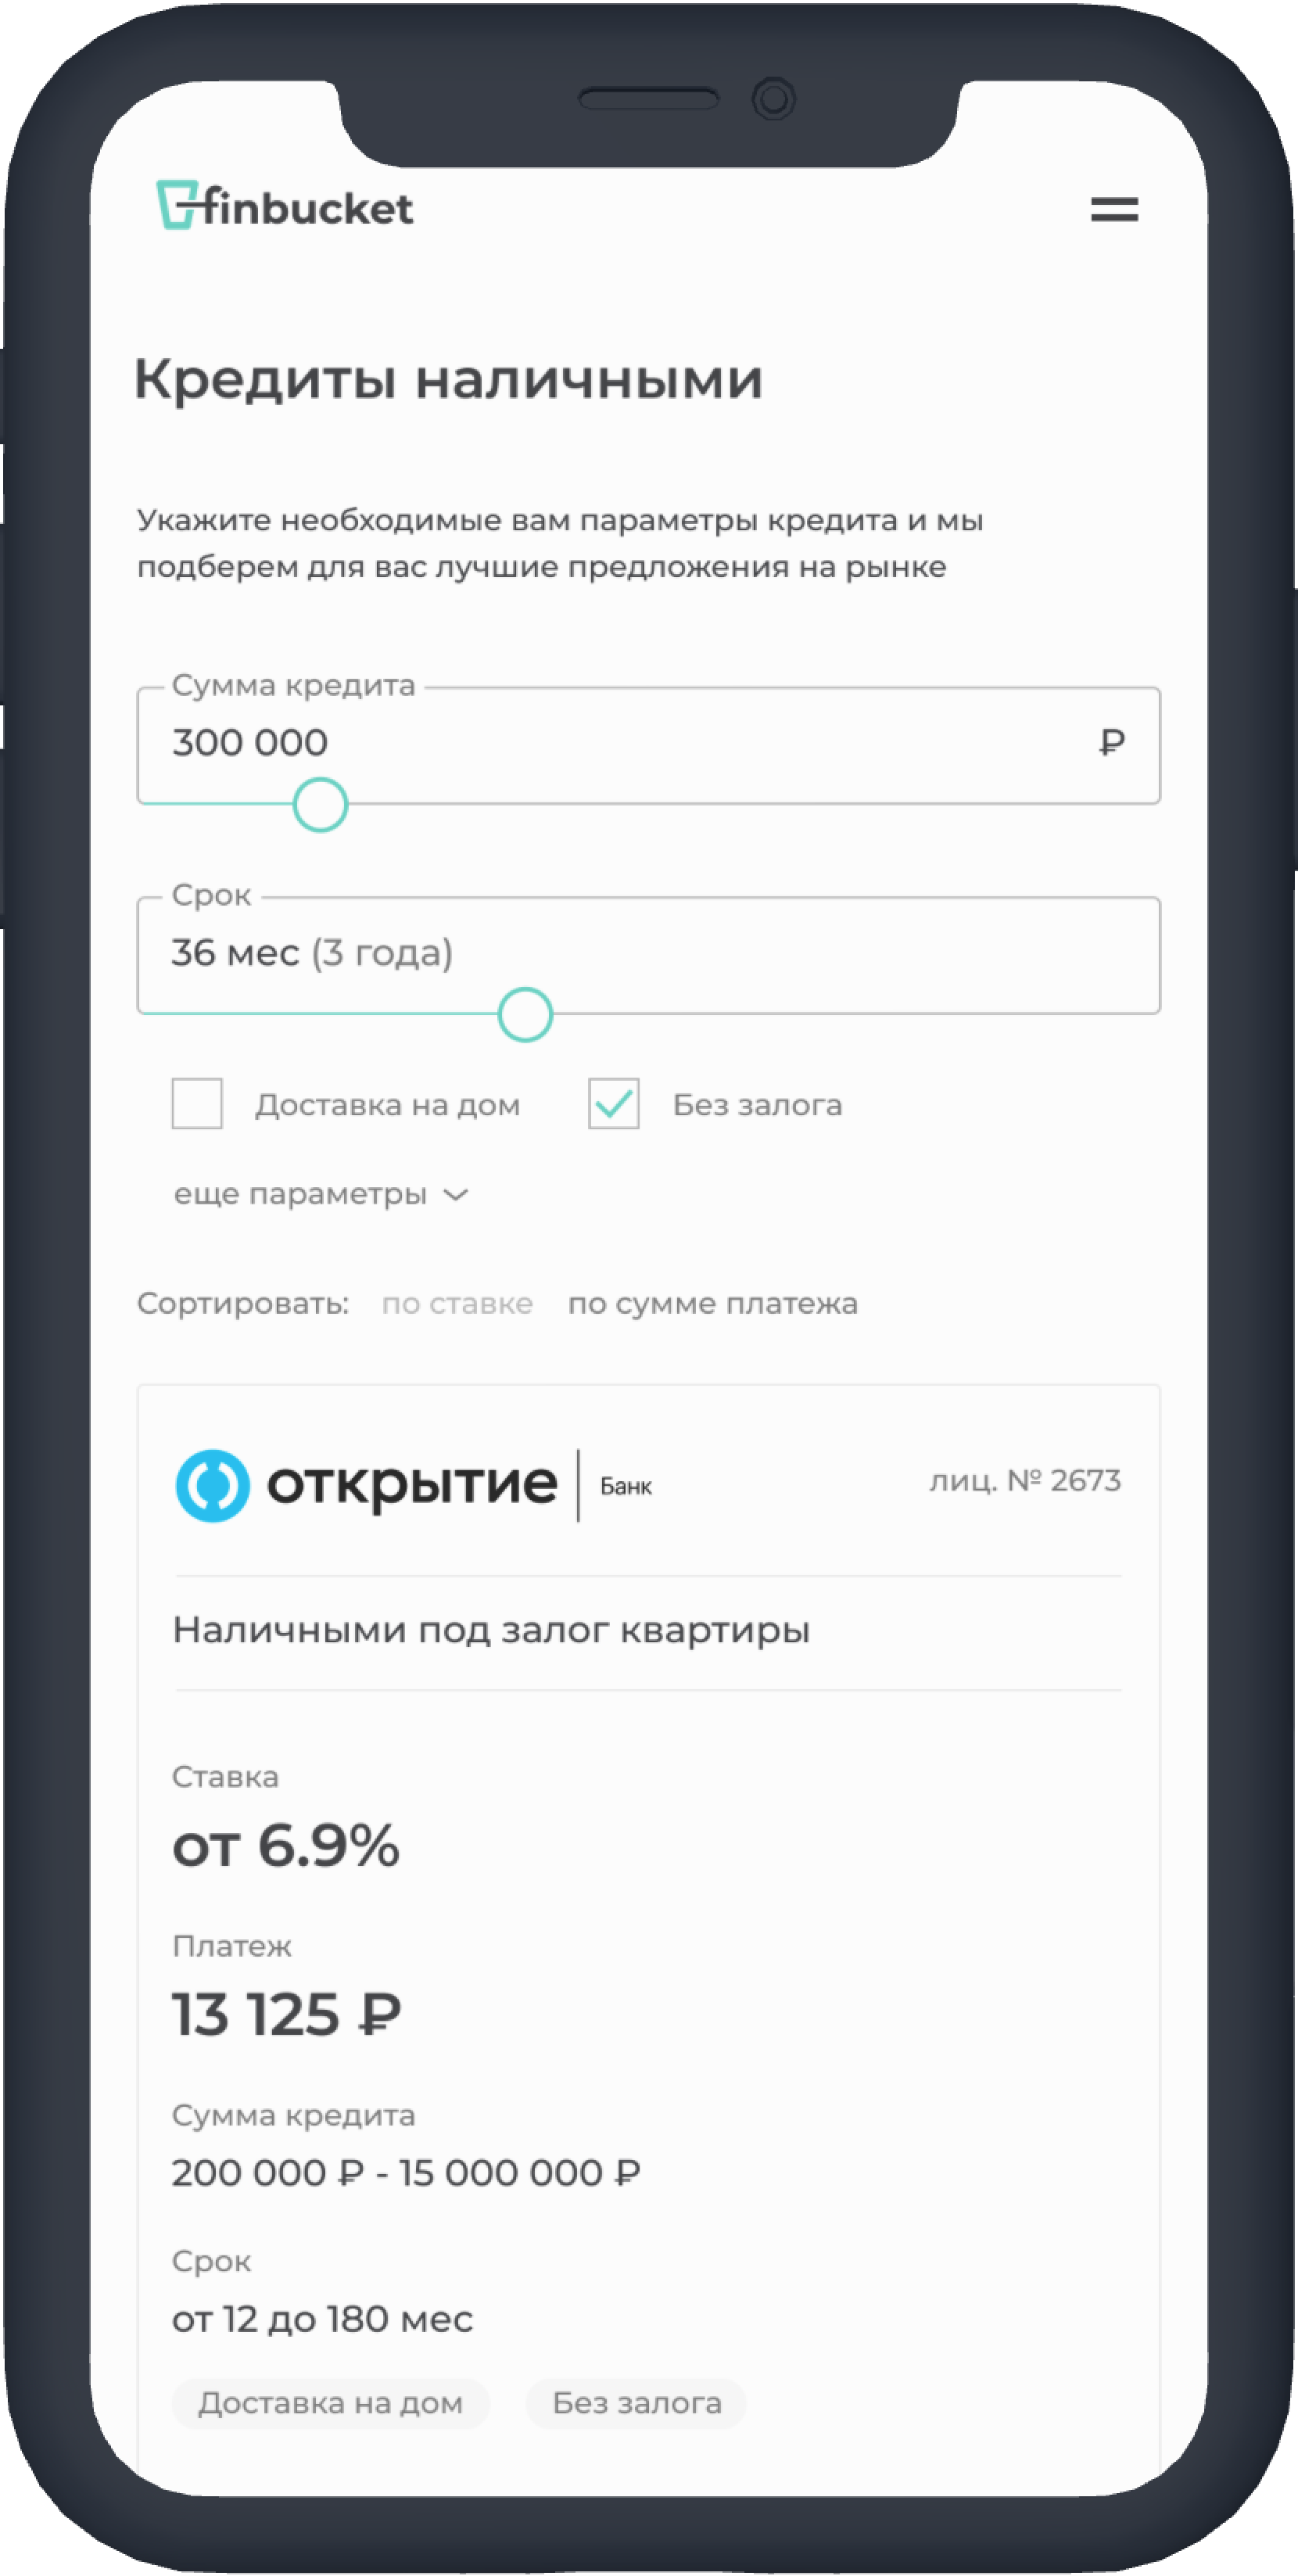 finbucket
Кредиты наличными
Укажите необходимые вам параметры кредита и мы
подберем для вас лучшие предложения на рынке
Сумма кредита
300 000 ₽
Срок
36 мес (3 года)
Доставка на дом Без залога
еще параметры
Сортировать: по ставке по сумме платежа
открытие Банк лиц. № 2673
Наличными под залог квартиры
Ставка
от 6.9%
Платеж
13 125 ₽
Сумма кредита
200 000 ₽ - 15 000 000 ₽
Срок
от 12 до 180 мес
Доставка на дом Без залога